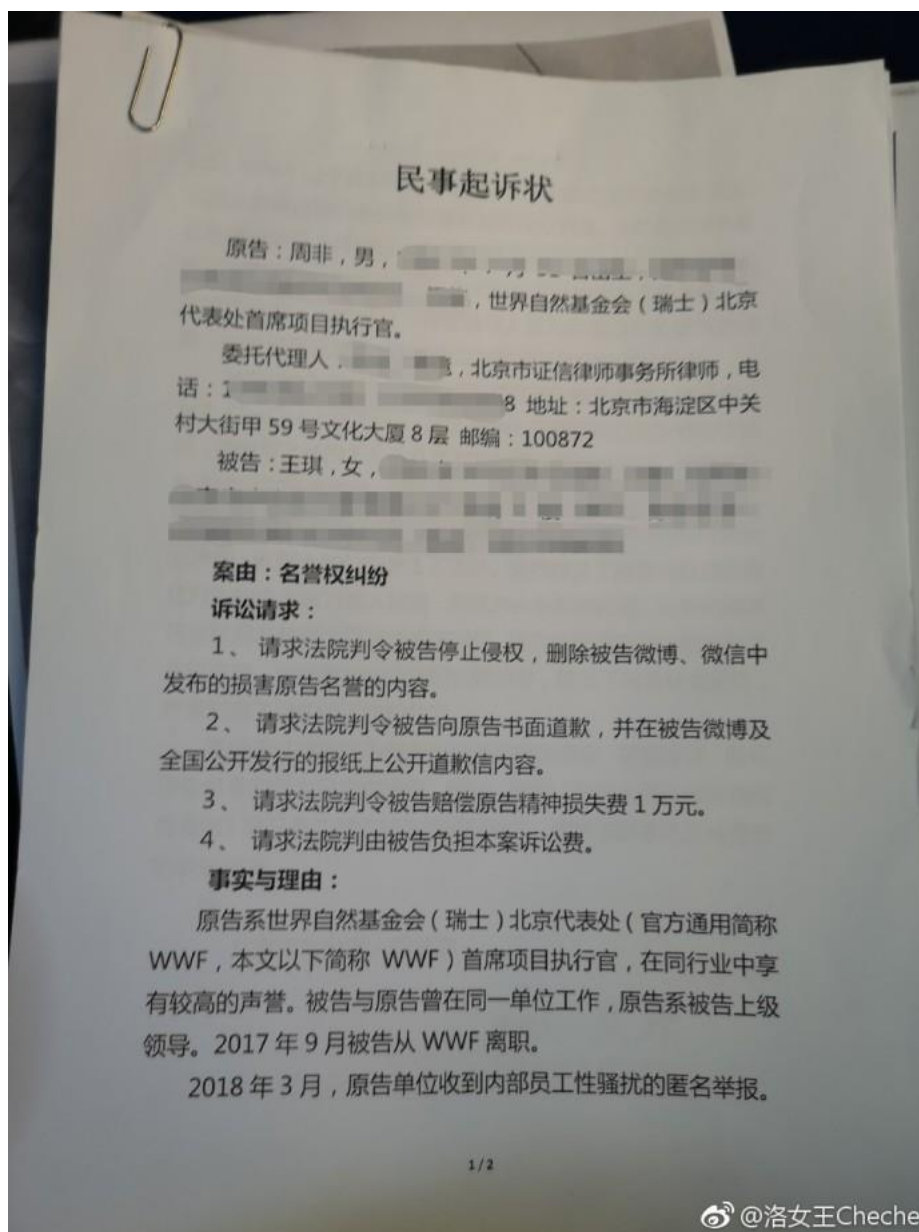 民事起诉状
原告：周非，男，
，世界自然基金会（瑞士）北京
代表处首席项目执行官。
委托代理人，，北京市证信律师事务所律师，电
话：1 8 地址：北京市海淀区中关
村大街甲 59 号文化大厦 8 层 邮编：100872
被告：王琪，女，
案由：名誉权纠纷
诉讼请求：
1、 请求法院判令被告停止侵权，删除被告微博、微信中
发布的损害原告名誉的内容。
2、 请求法院判令被告向原告书面道歉，并在被告微博及
全国公开发行的报纸上公开道歉信内容。
3、 请求法院判令被告赔偿原告精神损失费 1 万元。
4、 请求法院判由被告负担本案诉讼费。
事实与理由：
原告系世界自然基金会（瑞士）北京代表处（官方通用简称
WWF，本文以下简称 WWF）首席项目执行官，在同行业中享
有较高的声誉。被告与原告曾在同一单位工作，原告系被告上级
领导。2017 年 9 月被告从 WWF 离职。
2018 年 3 月，原告单位收到内部员工性骚扰的匿名举报。
1 / 2
@洛女王Cheche